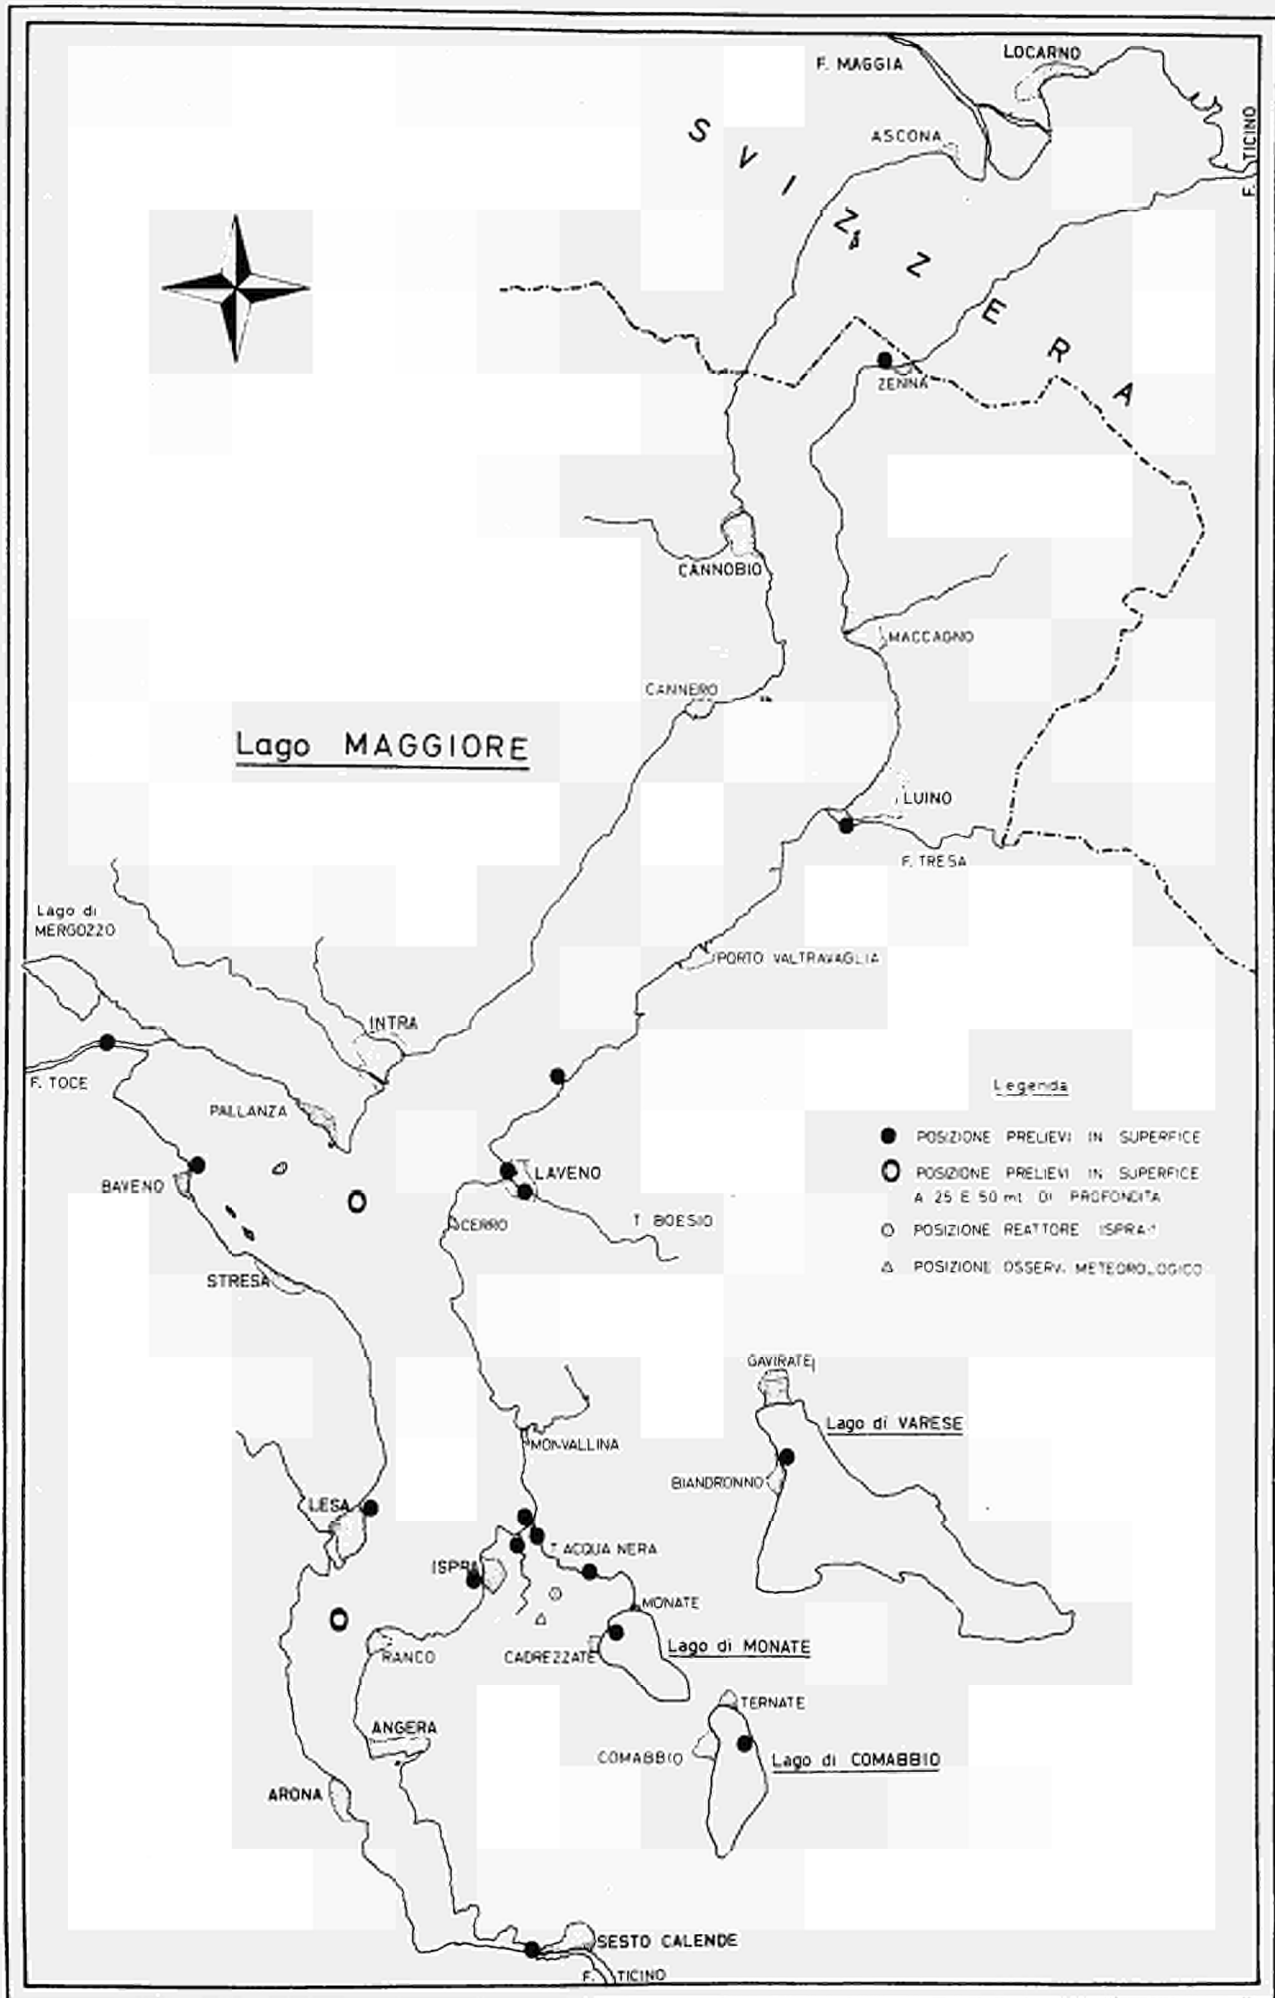 F. MAGGIA
LOCARNO
ASCONA
F. TICINO
SVIZZERA
ZENNA
CANNOBIO
MACCAGNO
CANNERO
Lago MAGGIORE
LUINO
F. TRESA
Lago di
MERGOZZO
PORTO VALTRAVAGLIA
INTRA
F. TOCE
PALLANZA
Legenda
POSIZIONE PRELIEVI IN SUPERFICE
POSIZIONE PRELIEVI IN SUPERFICE
A 25 E 50 mt. DI PROFONDITA
POSIZIONE REATTORE ISPRA-1
POSIZIONE OSSERV. METEOROLOGICO
BAVENO
LAVENO
CERRO
T. BOESIO
STRESA
GAVIRATE
Lago di VARESE
MONVALLINA
BIANDRONNO
LESA
T. ACQUA NERA
ISPRA
MONATE
RANCO
CADREZZATE
Lago di MONATE
TERNATE
ANGERA
COMABBIO
Lago di COMABBIO
ARONA
SESTO CALENDE
F. TICINO